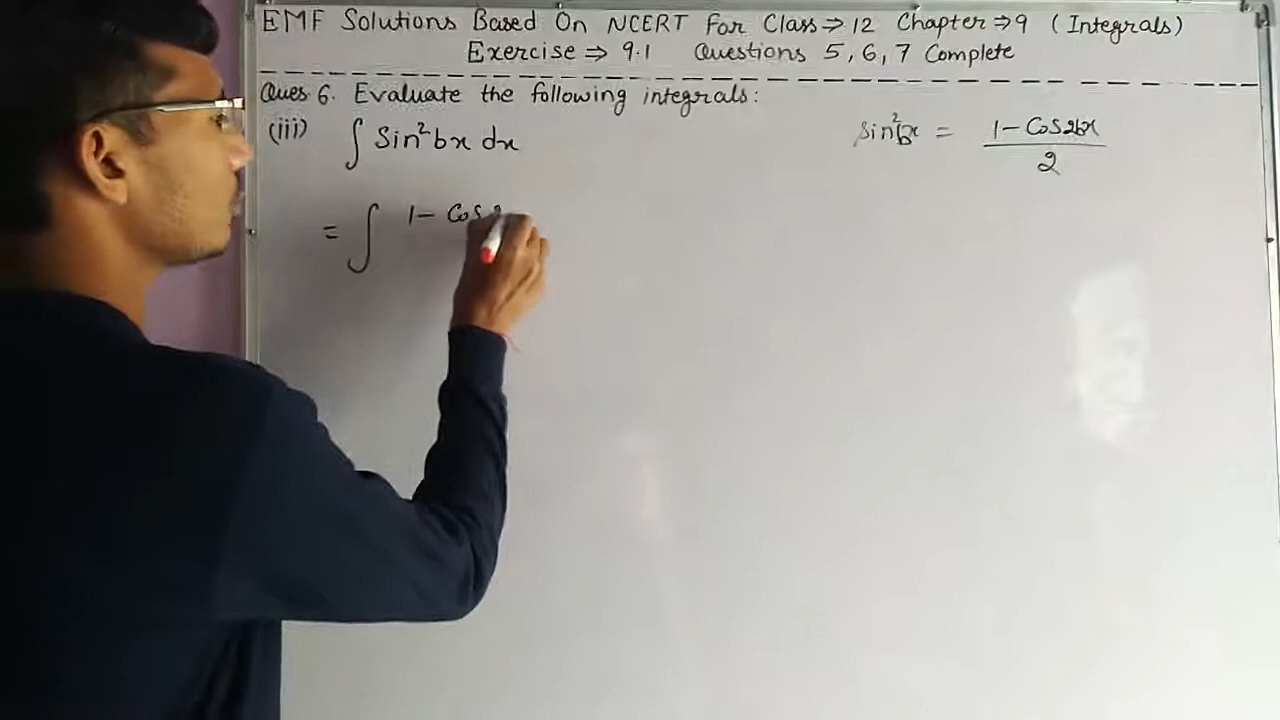 EMF Solutions Based On NCERT For Class⇒12 Chapter⇒9 (Integrals)
Exercise ⇒ 9.1 Questions 5, 6, 7 Complete
Ques 6. Evaluate the following integrals:
(iii) ∫ Sin²bx dx
Sin²bx = (1 - Cos2bx)/2
= ∫ 1 - Cos2